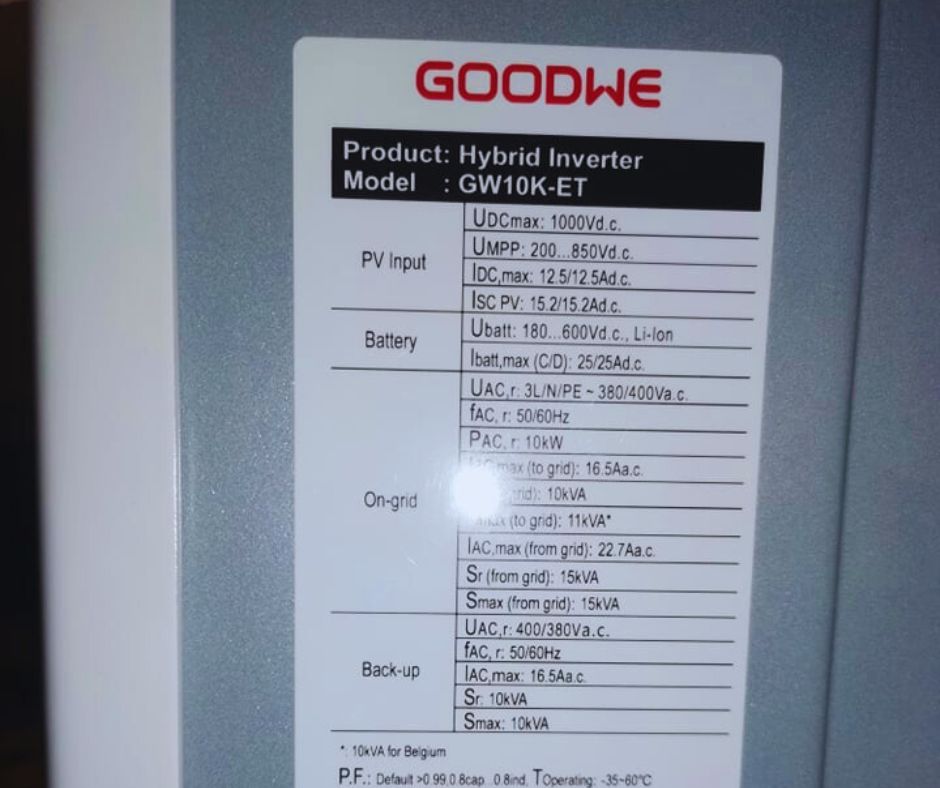 GOODWE
Product: Hybrid Inverter
Model : GW10K-ET
PV Input
UDCmax: 1000Vd.c.
UMPP: 200...850Vd.c.
IDC,max: 12.5/12.5Ad.c.
ISC PV: 15.2/15.2Ad.c.
Battery
Ubatt: 180...600Vd.c., Li-Ion
Ibatt,max (C/D): 25/25Ad.c.
On-grid
UAC,r: 3L/N/PE ~ 380/400Va.c.
fAC, r: 50/60Hz
PAC, r: 10kW
(to grid): 16.5Aa.c.
10kVA
(to grid): 11kVA*
IAC,max (from grid): 22.7Aa.c.
Sr (from grid): 15kVA
Smax (from grid): 15kVA
Back-up
UAC,r: 400/380Va.c.
fAC, r: 50/60Hz
IAC,max: 16.5Aa.c.
Sr: 10kVA
Smax: 10kVA
*: 10kVA for Belgium
P.F.: Default >0.99,0.8cap...0.8ind, TOperating: -35~60°C